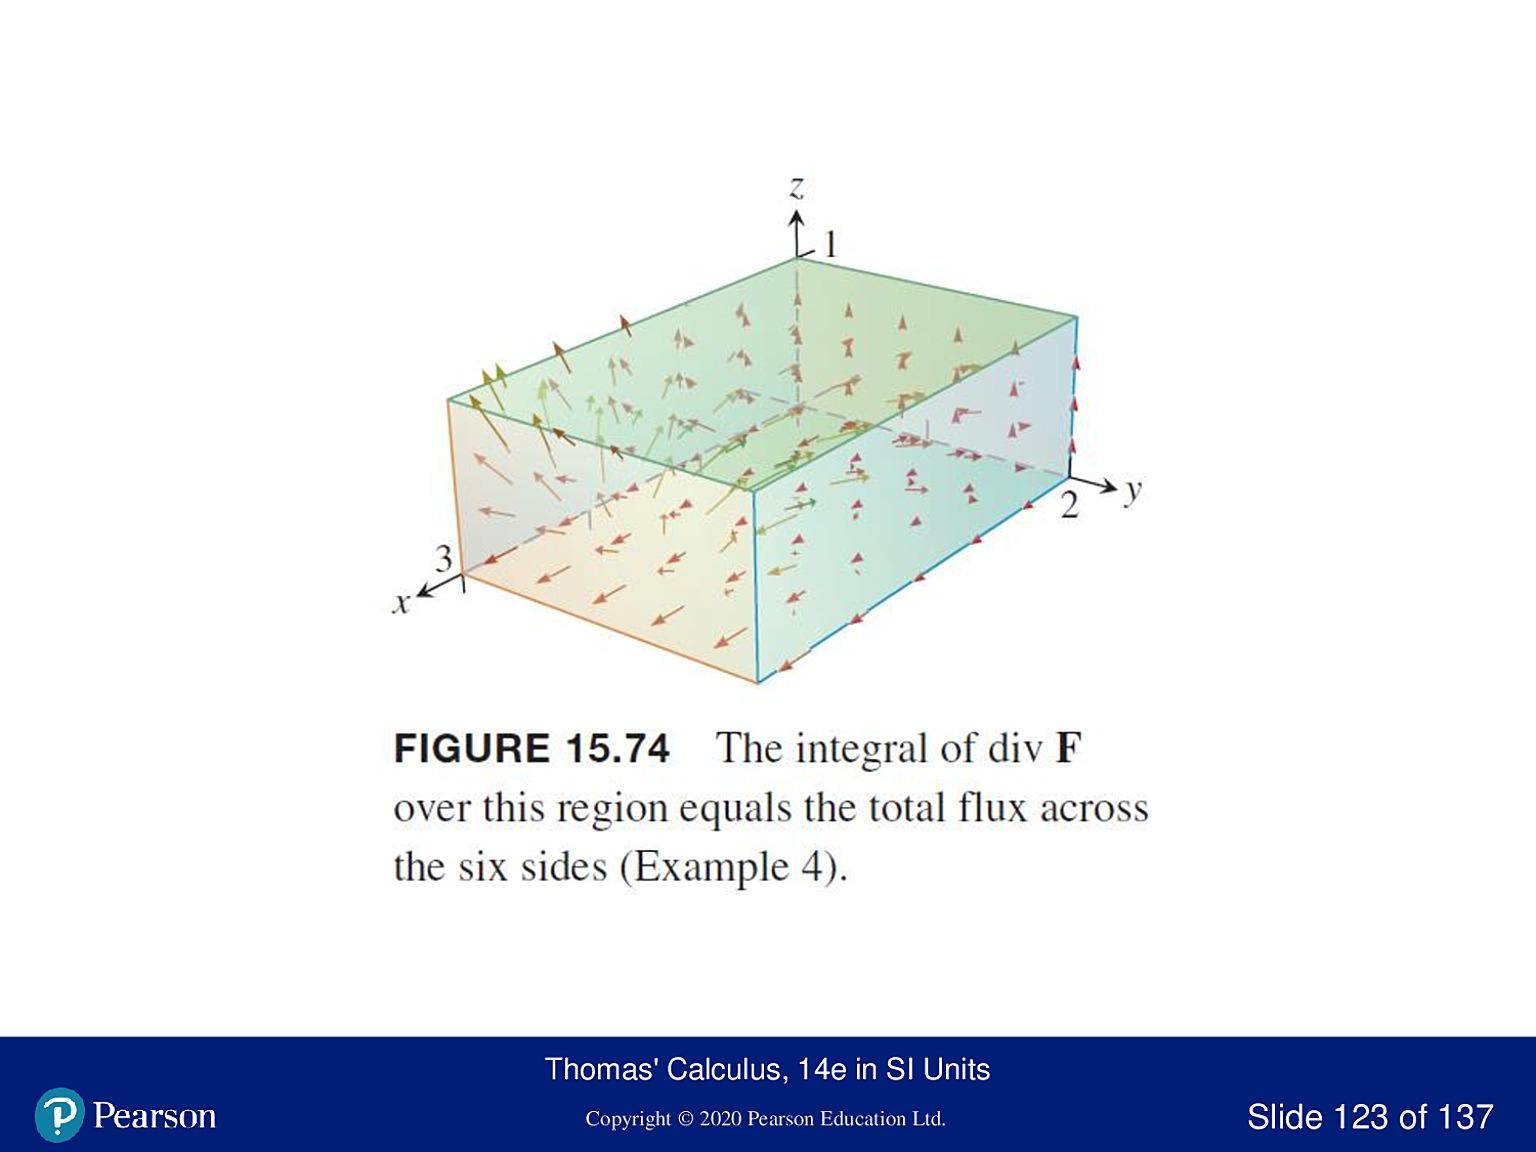 z
1
3
x
2
y
FIGURE 15.74 The integral of div F
over this region equals the total flux across
the six sides (Example 4).
Thomas' Calculus, 14e in SI Units
Pearson
Copyright © 2020 Pearson Education Ltd.
Slide 123 of 137